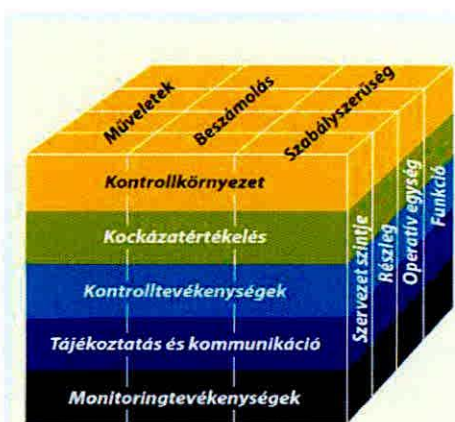 Műveletek
Beszámolás
Szabályszerűség
Kontrollkörnyezet
Kockázatértékelés
Kontrolltevékenységek
Tájékoztatás és kommunikáció
Monitoringtevékenységek
Szervezet szintje
Részleg
Operatív egység
Funkció